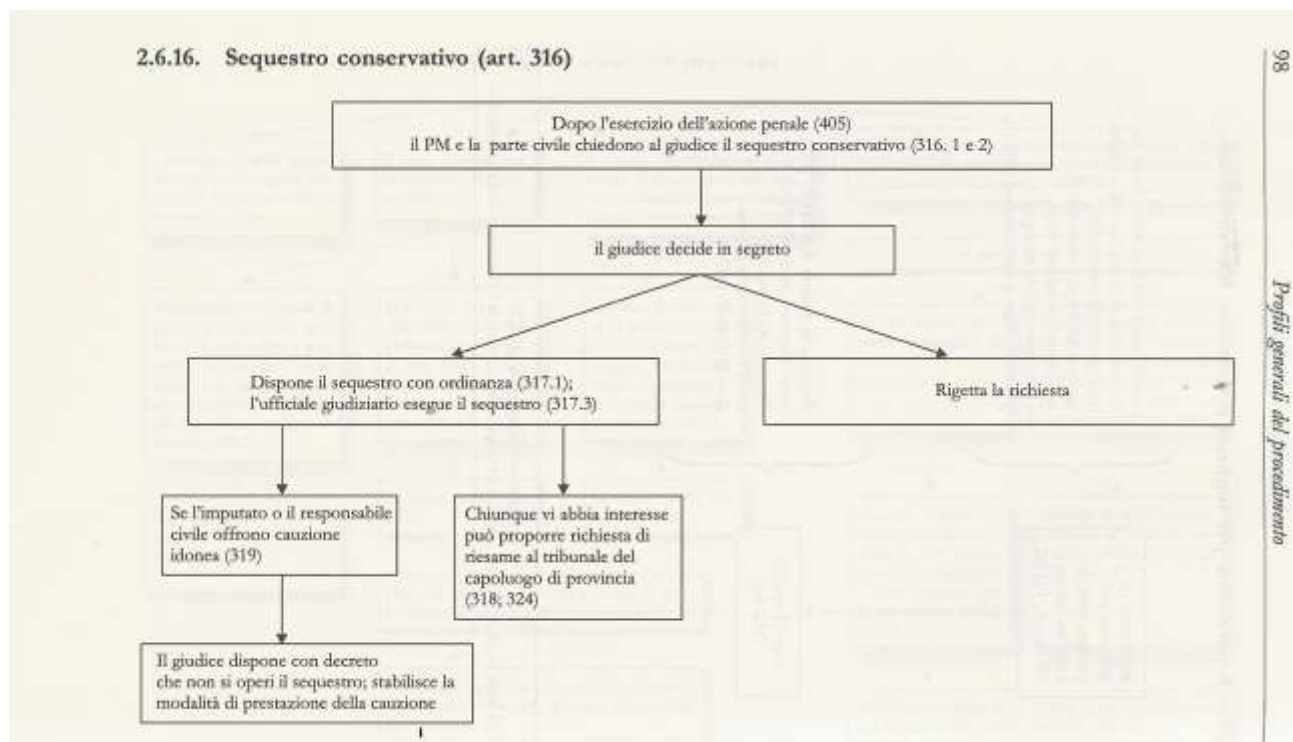 2.6.16. Sequestro conservativo (art. 316)
98
Profili generali del procedimento
Dopo l'esercizio dell'azione penale (405)
il PM e la parte civile chiedono al giudice il sequestro conservativo (316. 1 e 2)
il giudice decide in segreto
Dispone il sequestro con ordinanza (317.1);
l'ufficiale giudiziario esegue il sequestro (317.3)
Rigetta la richiesta
Se l'imputato o il responsabile
civile offrono cauzione
idonea (319)
Chiunque vi abbia interesse
può proporre richiesta di
riesame al tribunale del
capoluogo di provincia
(318; 324)
Il giudice dispone con decreto
che non si operi il sequestro; stabilisce la
modalità di prestazione della cauzione